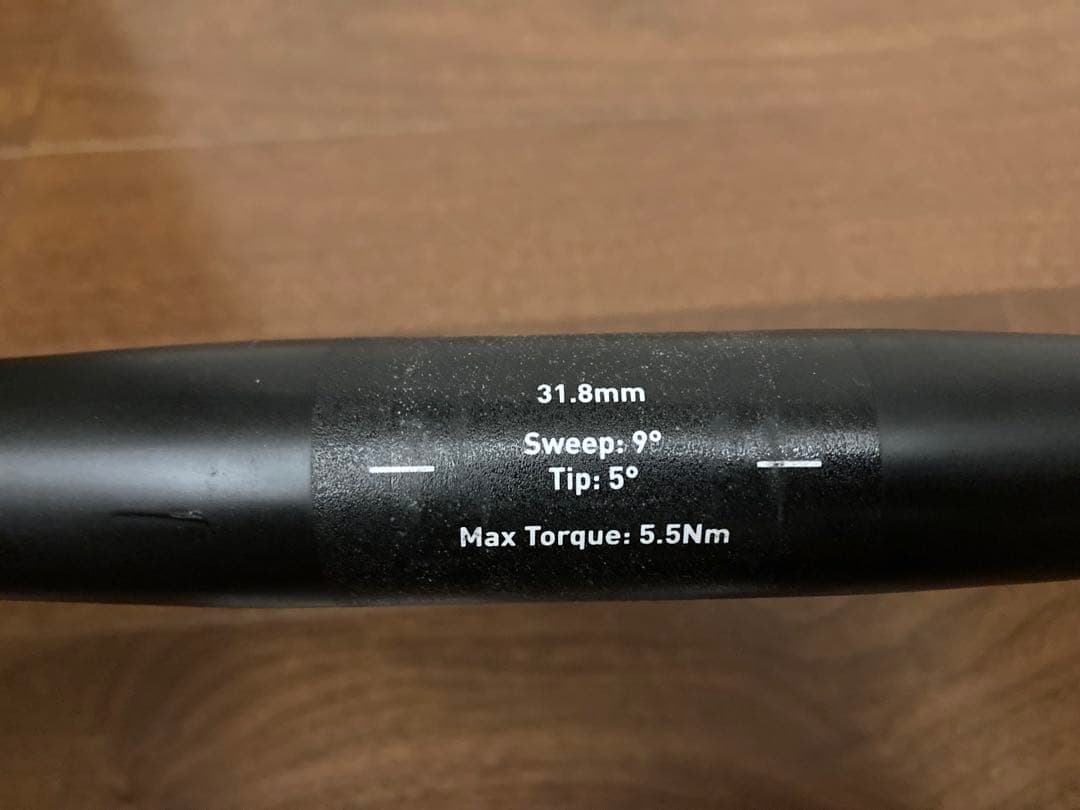 31.8mm
Sweep: 9°
Tip: 5°
Max Torque: 5.5Nm